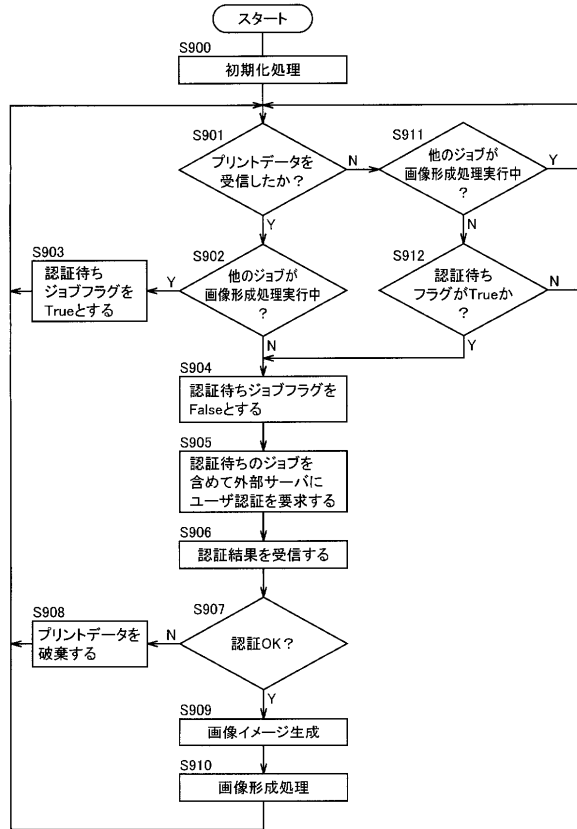 スタート
S900
初期化処理
S901
プリントデータを
受信したか？
N
Y
S911
他のジョブが
画像形成処理実行中
？
Y
N
S903
認証待ち
ジョブフラグを
Trueとする
S902
他のジョブが
画像形成処理実行中
？
Y
N
S912
認証待ち
フラグがTrueか
？
N
Y
S904
認証待ちジョブフラグを
Falseとする
S905
認証待ちのジョブを
含めて外部サーバに
ユーザ認証を要求する
S906
認証結果を受信する
S907
認証OK？
N
Y
S908
プリントデータを
破棄する
S909
画像イメージ生成
S910
画像形成処理